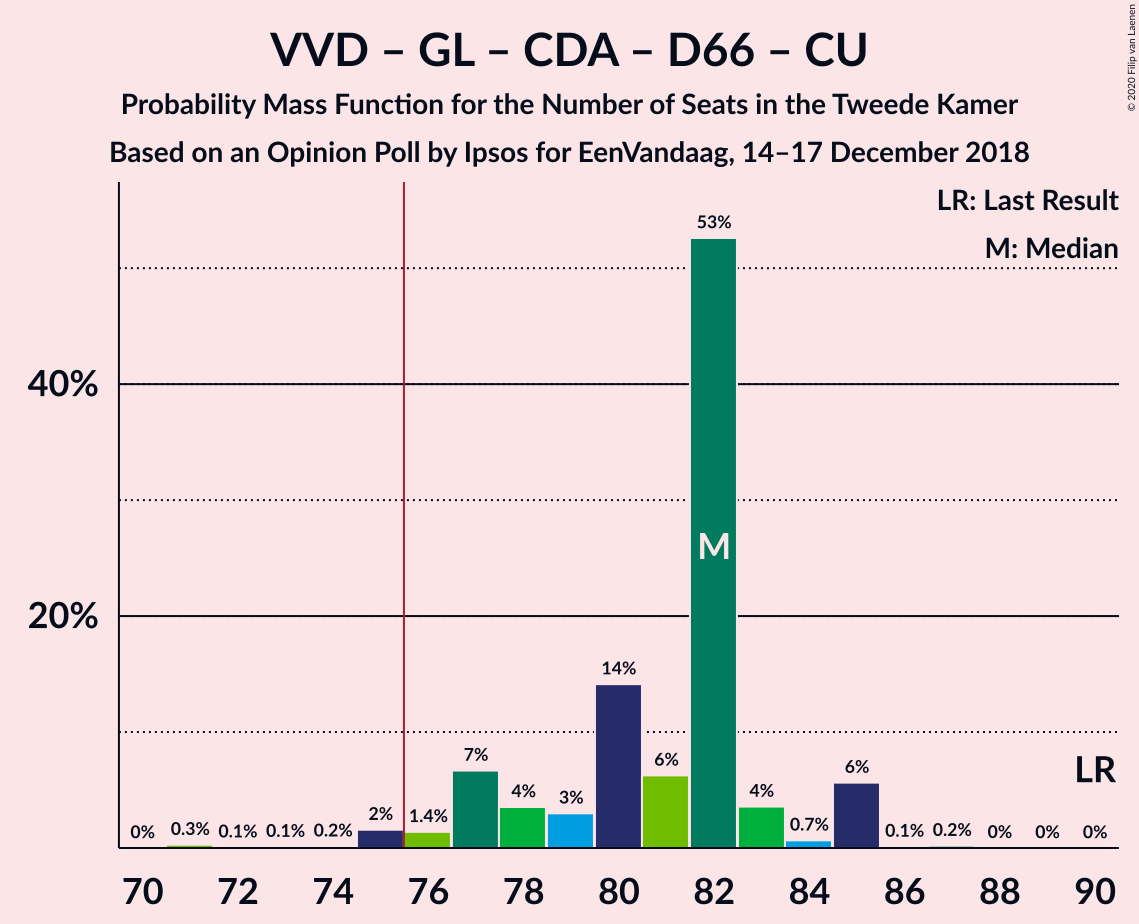 VVD – GL – CDA – D66 – CU
Probability Mass Function for the Number of Seats in the Tweede Kamer
Based on an Opinion Poll by Ipsos for EenVandaag, 14–17 December 2018
© 2020 Filip van Laenen
LR: Last Result
M: Median
53%
40%
M
20%
14%
LR
7%
6%
6%
4%
3%
4%
2%
1.4%
0.7%
0% 0.3% 0.1% 0.1% 0.2% 0.1% 0.2% 0% 0% 0%
70 72 74 76 78 80 82 84 86 88 90